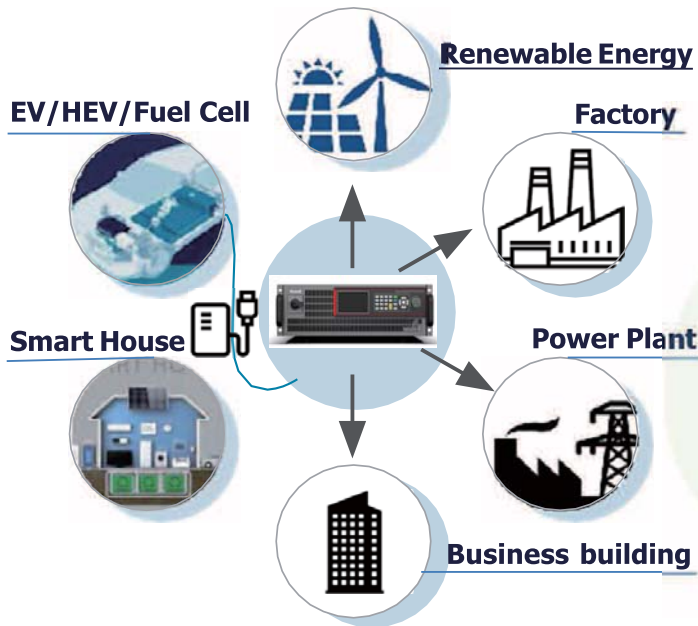 Renewable Energy
EV/HEV/Fuel Cell
Factory
Smart House
Power Plant
Business building